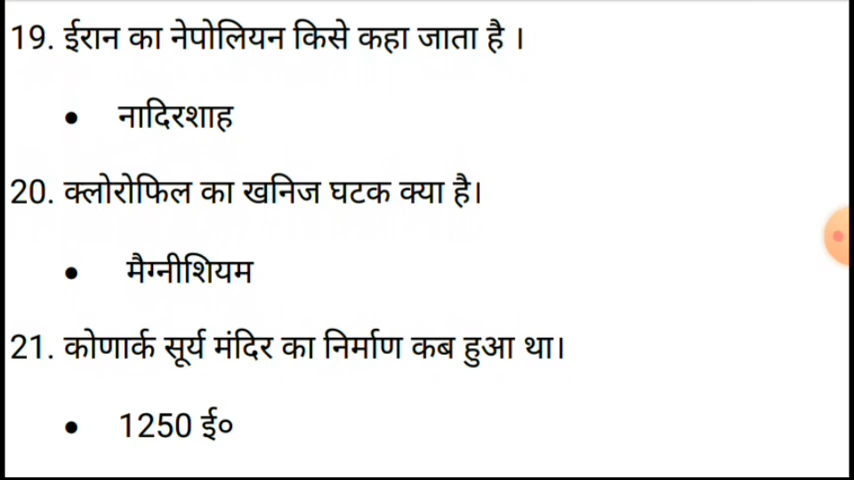 19. ईरान का नेपोलियन किसे कहा जाता है ।
• नादिरशाह
20. क्लोरोफिल का खनिज घटक क्या है।
• मैग्नीशियम
21. कोणार्क सूर्य मंदिर का निर्माण कब हुआ था।
• 1250 ई०